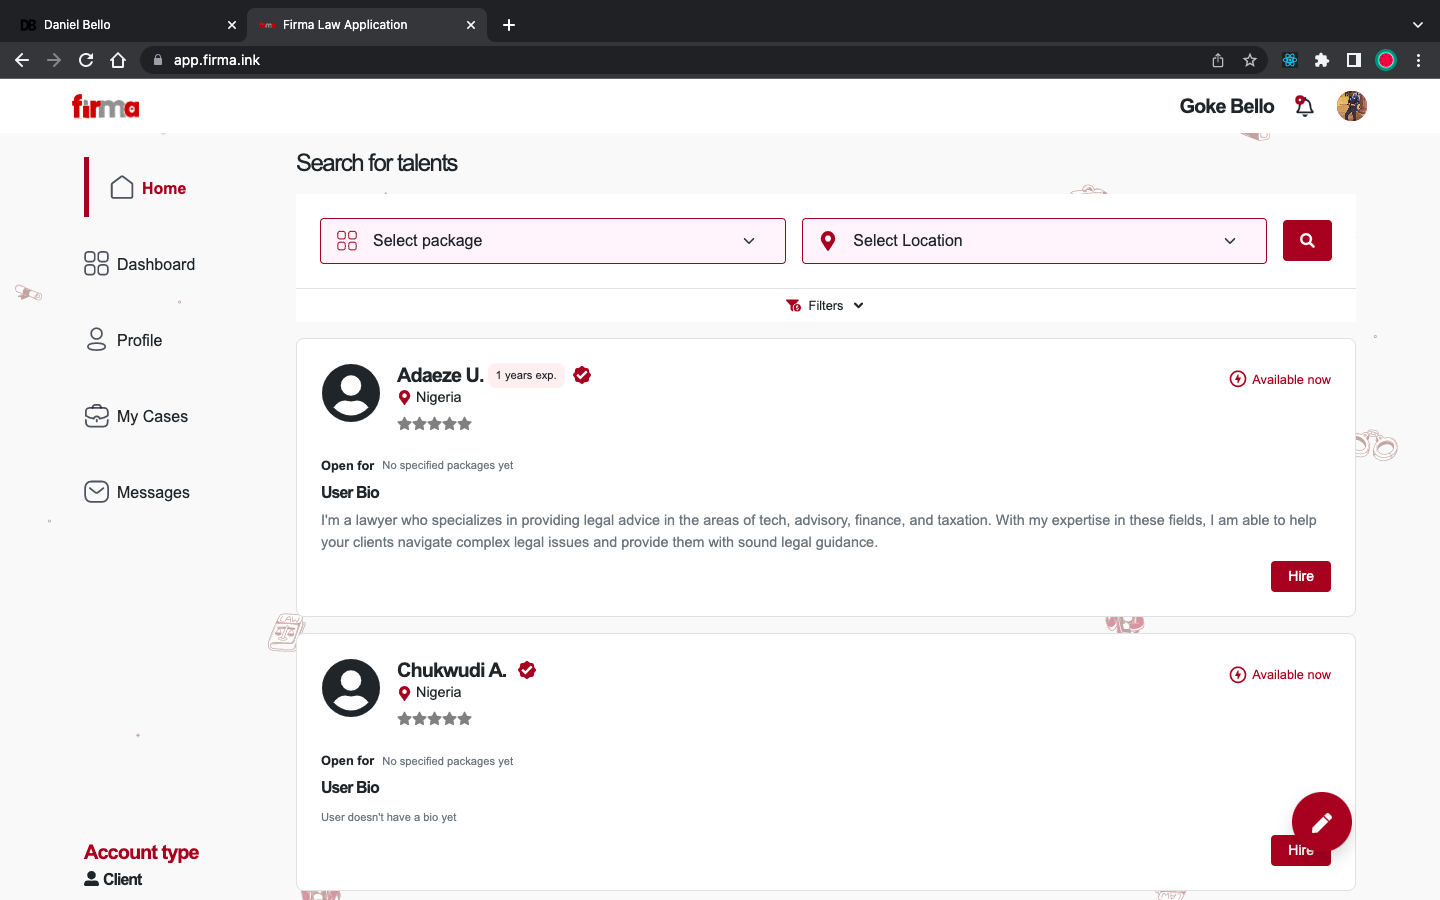 DB Daniel Bello
firma Firma Law Application
app.firma.ink
firma
Goke Bello
Home
Dashboard
Profile
My Cases
Messages
Account type
Client
Search for talents
Select package
Select Location
Filters
Adaeze U. 1 years exp.
Available now
Nigeria
Open for No specified packages yet
User Bio
I'm a lawyer who specializes in providing legal advice in the areas of tech, advisory, finance, and taxation. With my expertise in these fields, I am able to help
your clients navigate complex legal issues and provide them with sound legal guidance.
Hire
LAW
Chukwudi A.
Available now
Nigeria
Open for No specified packages yet
User Bio
User doesn't have a bio yet
Hire